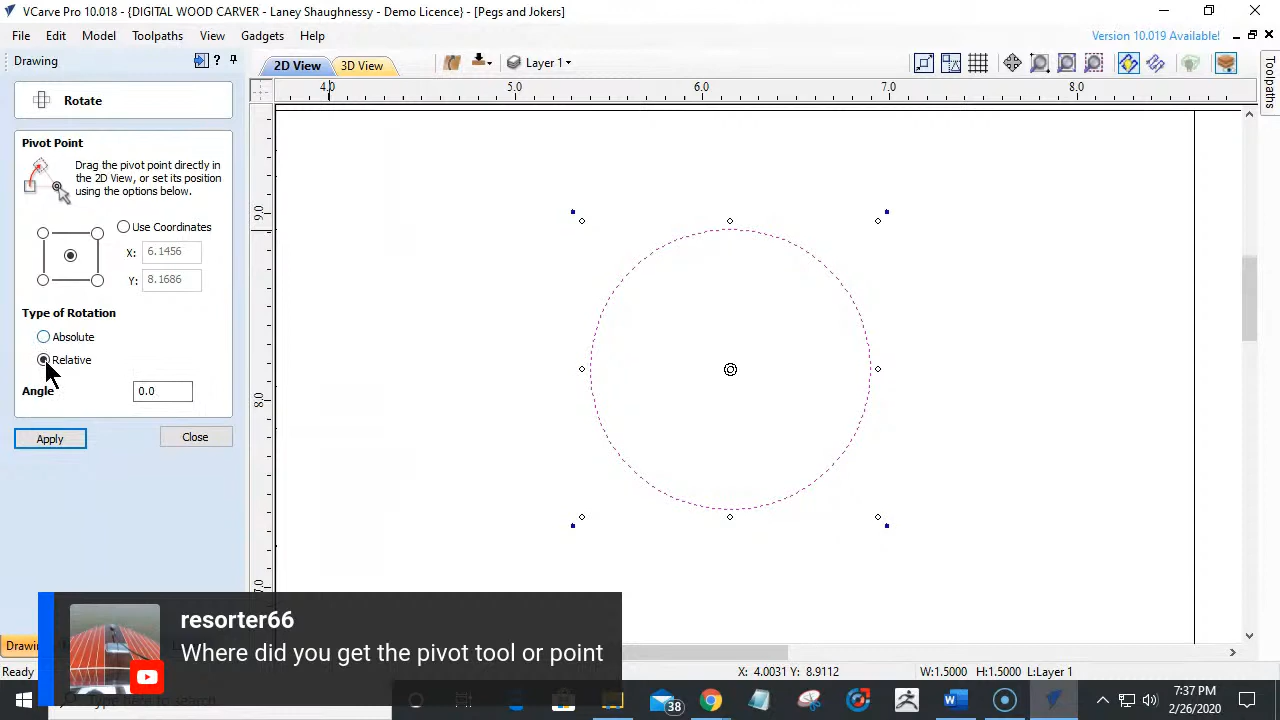 VCarve Pro 10.018 - {DIGITAL WOOD CARVER - Laney Shaughnessy - Demo Licence} - [Pegs and Jokers]
File Edit Model Toolpaths View Gadgets Help
Version 10.019 Available!
Drawing
2D View 3D View Layer 1
Toolpaths
4.0 5.0 6.0 7.0 8.0
Rotate
Pivot Point
Drag the pivot point directly in
the 2D View, or set its position
using the options below.
Use Coordinates
X: 6.1456
Y: 8.1686
Type of Rotation
Absolute
Relative
Angle 0.0
Apply Close
9.0
8.0
7.0
resorter66
Where did you get the pivot tool or point
Ready
X: 4.0031 Y: 8.9112 W:1.5000 H:1.5000 L:Layer 1
Type here to search
38
7:37 PM
2/26/2020